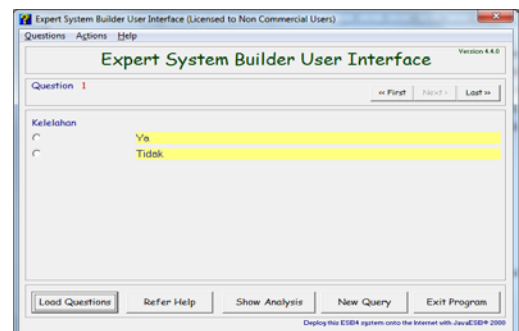 Expert System Builder User Interface (Licensed to Non Commercial Users)
Questions Actions Help
Expert System Builder User Interface
Version 4.4.0
Question 1
« First Next › Last »
Kelelahan
Ya
Tidak
Load Questions Refer Help Show Analysis New Query Exit Program
Deploy this ESB4 system onto the Internet with JavaESB© 2000